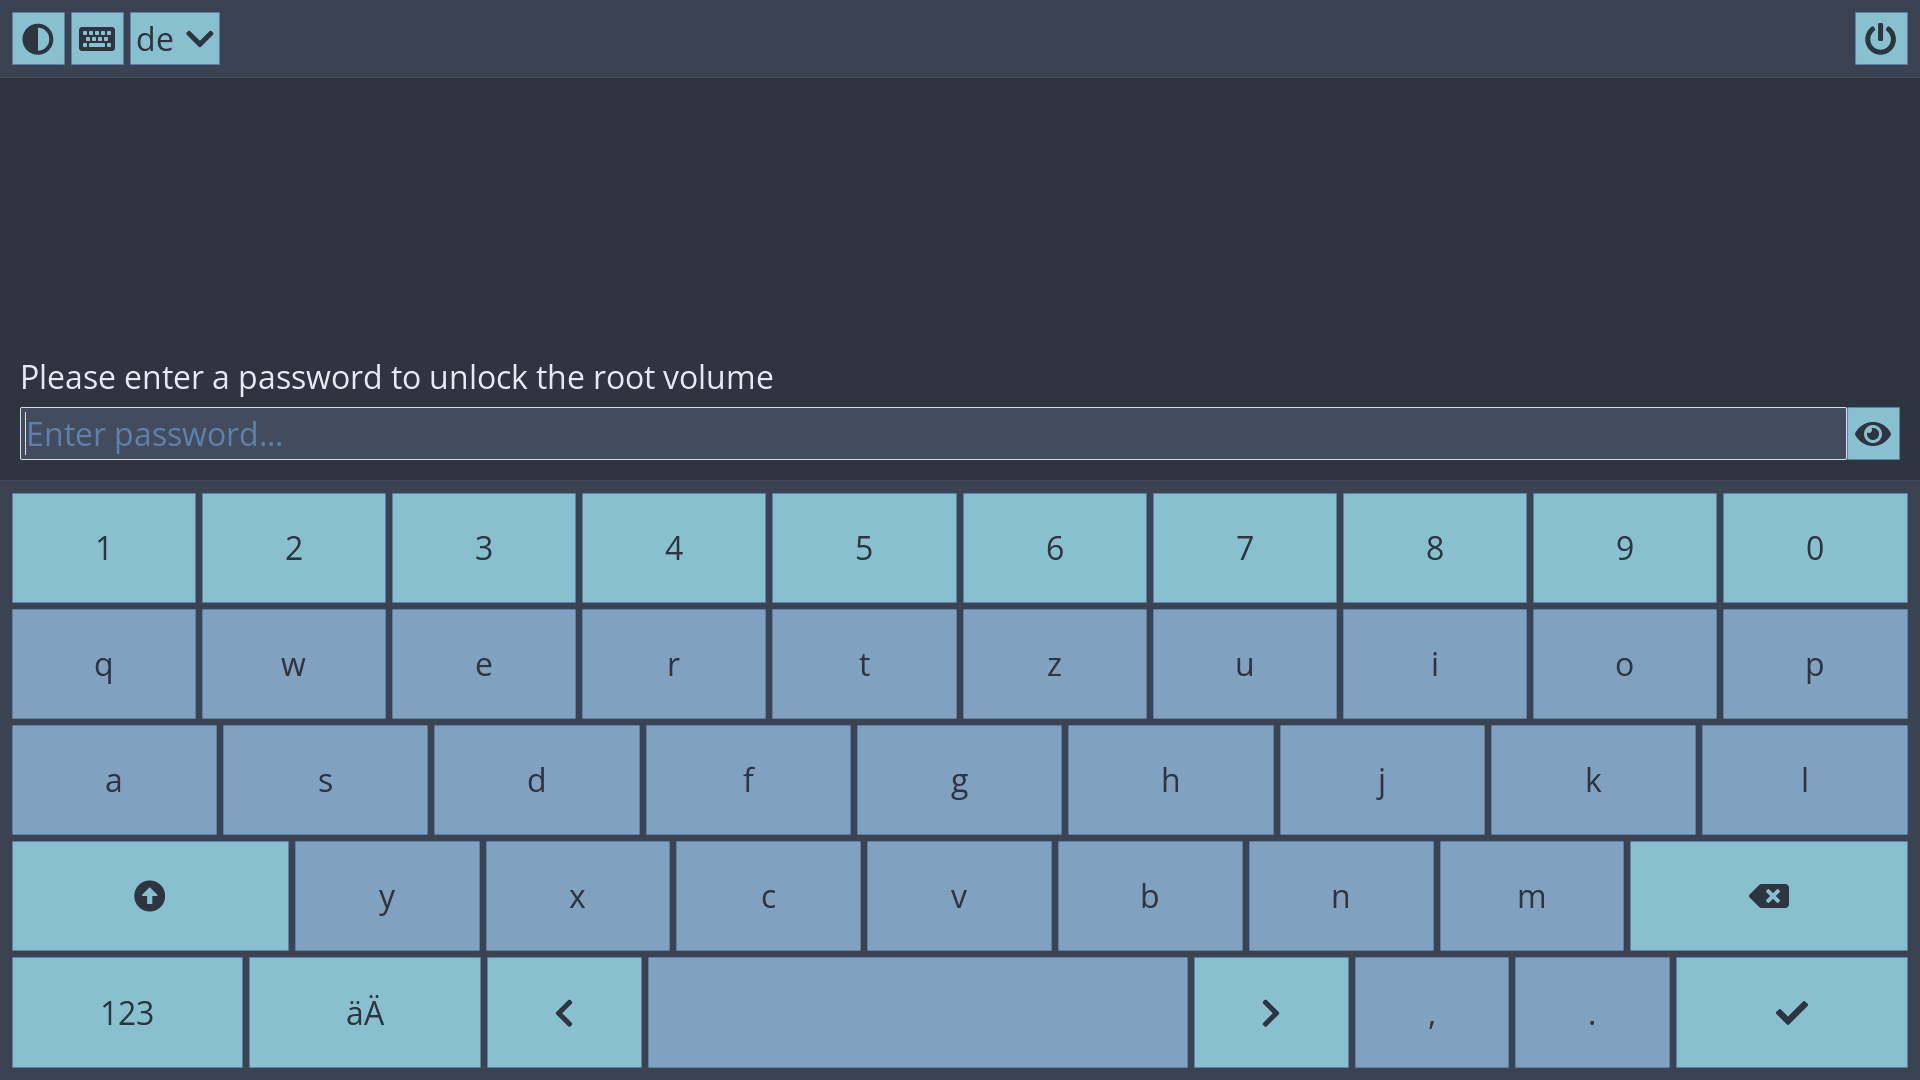 de
Please enter a password to unlock the root volume
Enter password...
1 2 3 4 5 6 7 8 9 0
q w e r t z u i o p
a s d f g h j k l
y x c v b n m
123 äÄ , .